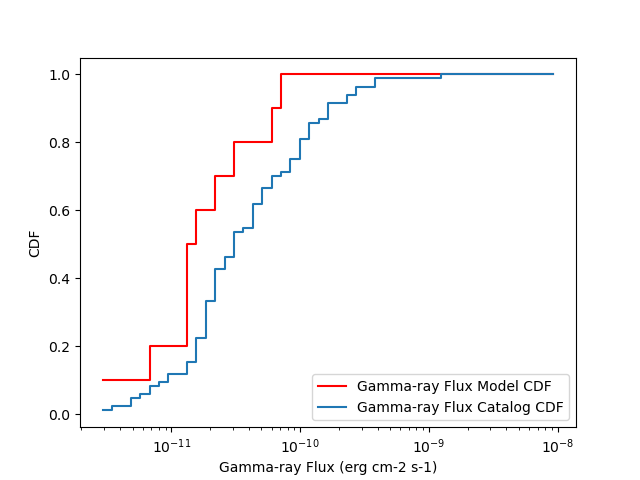 1.0
0.8
0.6
0.4
0.2
0.0
CDF
10⁻¹¹
10⁻¹⁰
10⁻⁹
10⁻⁸
Gamma-ray Flux (erg cm-2 s-1)
Gamma-ray Flux Model CDF
Gamma-ray Flux Catalog CDF